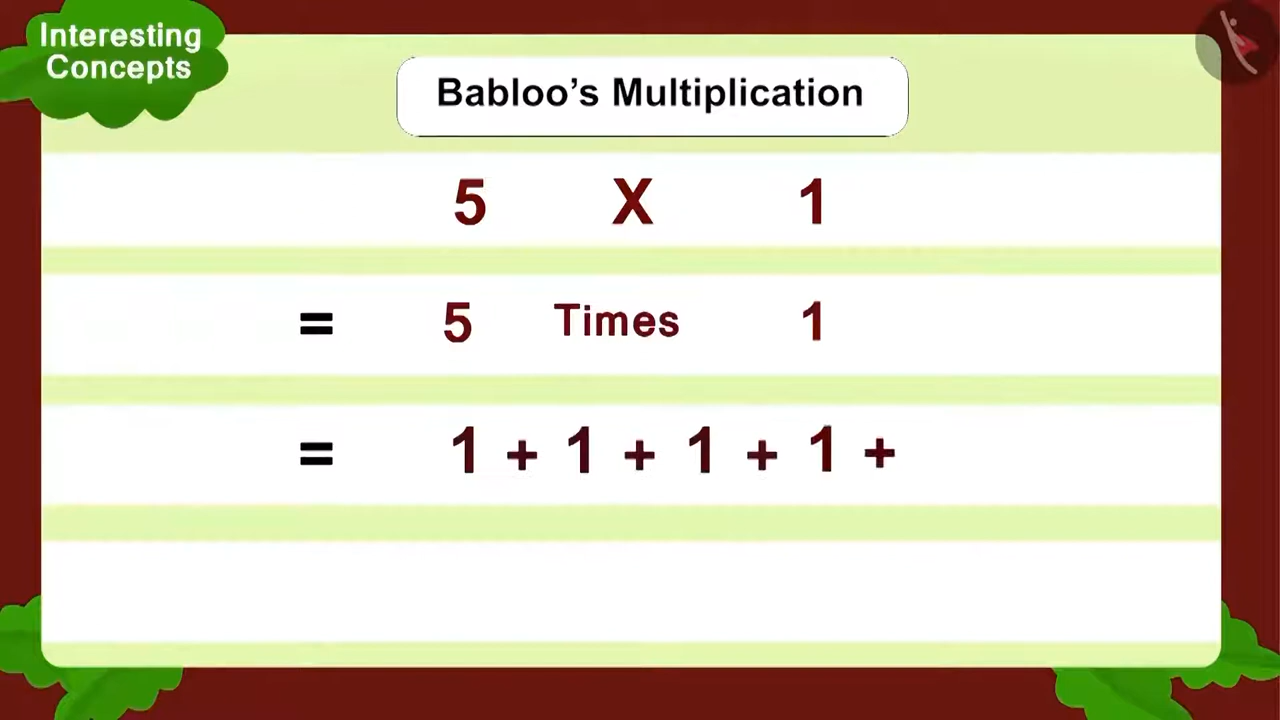 Interesting
Concepts
Babloo’s Multiplication
5 X 1
= 5 Times 1
= 1 + 1 + 1 + 1 +